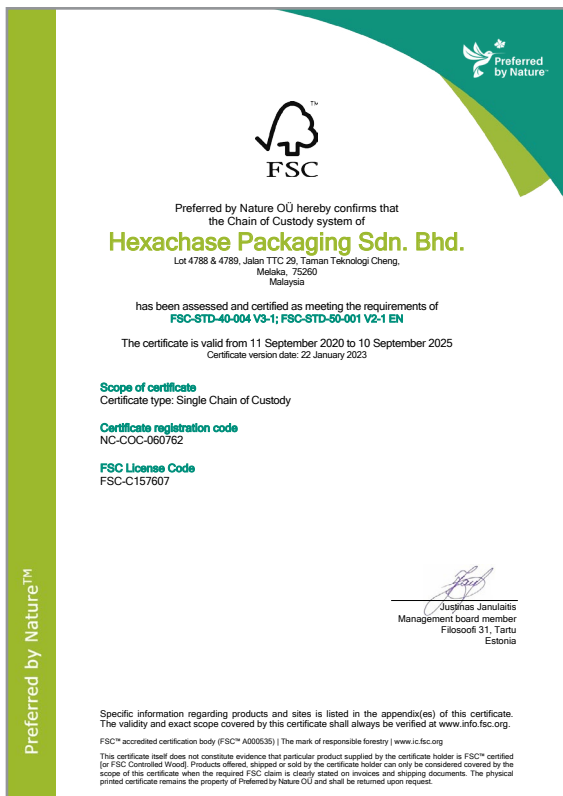 Preferred
by Nature™
TM
FSC
Preferred by Nature OÜ hereby confirms that
the Chain of Custody system of
Hexachase Packaging Sdn. Bhd.
Lot 4788 & 4789, Jalan TTC 29, Taman Teknologi Cheng,
Melaka, 75260
Malaysia
has been assessed and certified as meeting the requirements of
FSC-STD-40-004 V3-1; FSC-STD-50-001 V2-1 EN
The certificate is valid from 11 September 2020 to 10 September 2025
Certificate version date: 22 January 2023
Scope of certificate
Certificate type: Single Chain of Custody
Certificate registration code
NC-COC-060762
FSC License Code
FSC-C157607
Justinas Janulaitis
Management board member
Filosoofi 31, Tartu
Estonia
Preferred by Nature™
Specific information regarding products and sites is listed in the appendix(es) of this certificate.
The validity and exact scope covered by this certificate shall always be verified at www.info.fsc.org.
FSC™ accredited certification body (FSC™ A000535) | The mark of responsible forestry | www.ic.fsc.org
This certificate itself does not constitute evidence that particular product supplied by the certificate holder is FSC™ certified
[or FSC Controlled Wood]. Products offered, shipped or sold by the certificate holder can only be considered covered by the
scope of this certificate when the required FSC claim is clearly stated on invoices and shipping documents. The physical
printed certificate remains the property of Preferred by Nature OÜ and shall be returned upon request.